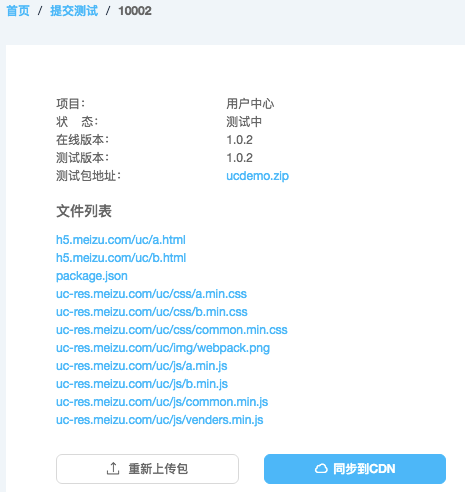 首页 / 提交测试 / 10002
项目： 用户中心
状 态： 测试中
在线版本： 1.0.2
测试版本： 1.0.2
测试包地址： ucdemo.zip
文件列表
h5.meizu.com/uc/a.html
h5.meizu.com/uc/b.html
package.json
uc-res.meizu.com/uc/css/a.min.css
uc-res.meizu.com/uc/css/b.min.css
uc-res.meizu.com/uc/css/common.min.css
uc-res.meizu.com/uc/img/webpack.png
uc-res.meizu.com/uc/js/a.min.js
uc-res.meizu.com/uc/js/b.min.js
uc-res.meizu.com/uc/js/common.min.js
uc-res.meizu.com/uc/js/venders.min.js
重新上传包 同步到CDN